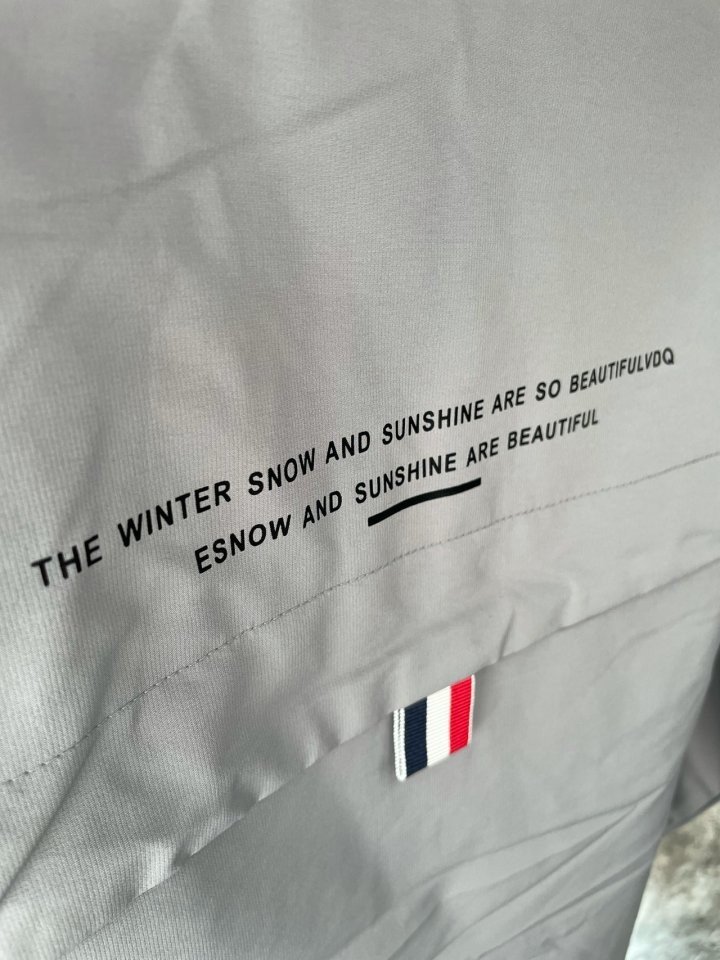 THE WINTER SNOW AND SUNSHINE ARE SO BEAUTIFULVDQ
ESNOW AND SUNSHINE ARE BEAUTIFUL